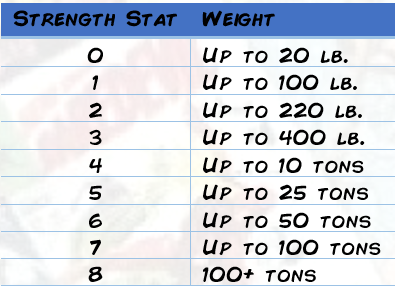 Strength Stat Weight
0 Up to 20 lb.
1 Up to 100 lb.
2 Up to 220 lb.
3 Up to 400 lb.
4 Up to 10 tons
5 Up to 25 tons
6 Up to 50 tons
7 Up to 100 tons
8 100+ tons